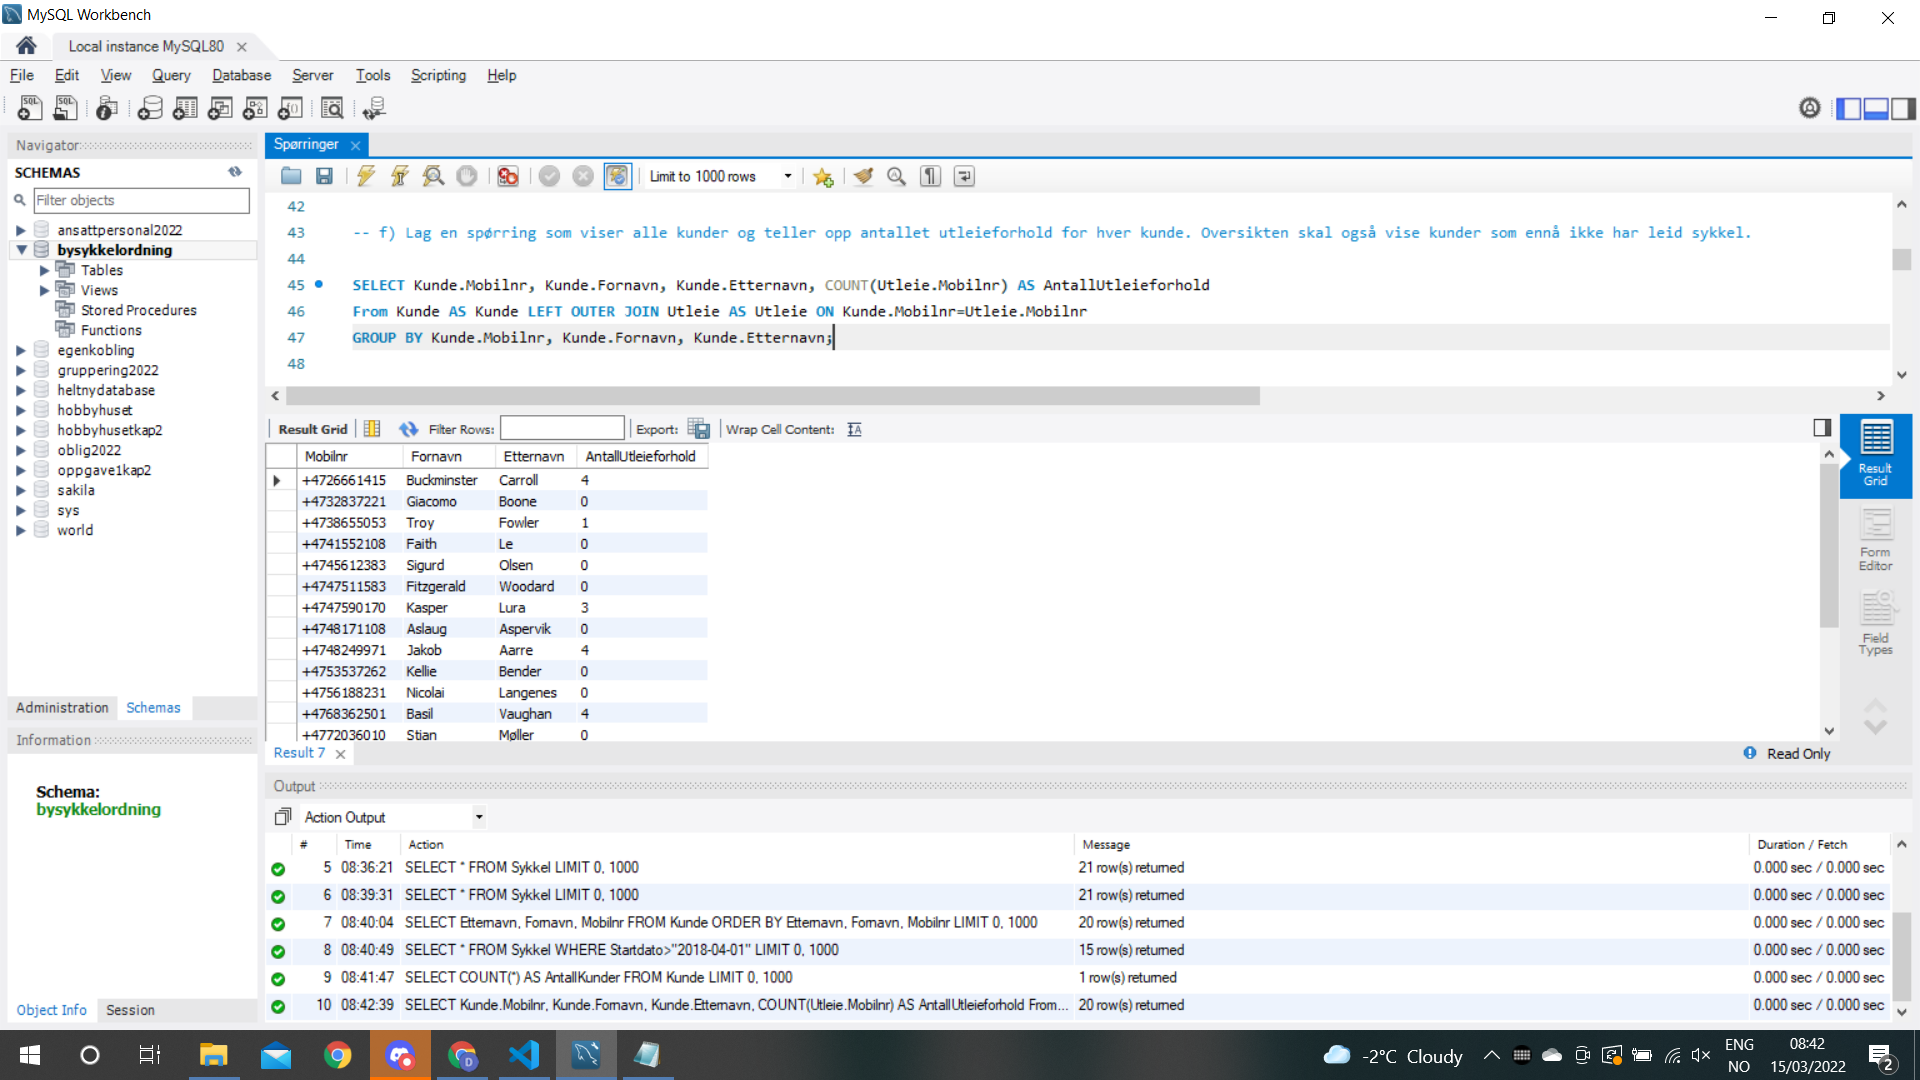 MySQL Workbench
Local instance MySQL80
File Edit View Query Database Server Tools Scripting Help
Navigator
SCHEMAS
Filter objects
ansattpersonal2022
bysykkelordning
Tables
Views
Stored Procedures
Functions
egenkobling
gruppering2022
heltnydatabase
hobbyhuset
hobbyhusetkap2
oblig2022
oppgave1kap2
sakila
sys
world
Administration Schemas
Information
Schema:
bysykkelordning
Object Info Session
Spørringer
Limit to 1000 rows
42
43 -- f) Lag en spørring som viser alle kunder og teller opp antallet utleieforhold for hver kunde. Oversikten skal også vise kunder som ennå ikke har leid sykkel.
44
45 SELECT Kunde.Mobilnr, Kunde.Fornavn, Kunde.Etternavn, COUNT(Utleie.Mobilnr) AS AntallUtleieforhold
46 From Kunde AS Kunde LEFT OUTER JOIN Utleie AS Utleie ON Kunde.Mobilnr=Utleie.Mobilnr
47 GROUP BY Kunde.Mobilnr, Kunde.Fornavn, Kunde.Etternavn;
48
Result Grid Filter Rows: Export: Wrap Cell Content:
Mobilnr Fornavn Etternavn AntallUtleieforhold
+4726661415 Buckminster Carroll 4
+4732837221 Giacomo Boone 0
+4738655053 Troy Fowler 1
+4741552108 Faith Le 0
+4745612383 Sigurd Olsen 0
+4747511583 Fitzgerald Woodard 0
+4747590170 Kasper Lura 3
+4748171108 Aslaug Aspervik 0
+4748249971 Jakob Aarre 4
+4753537262 Kellie Bender 0
+4756188231 Nicolai Langenes 0
+4768362501 Basil Vaughan 4
+4772036010 Stian Møller 0
Result Grid
Form Editor
Field Types
Result 7
Read Only
Output
Action Output
# Time Action Message Duration / Fetch
5 08:36:21 SELECT * FROM Sykkel LIMIT 0, 1000 21 row(s) returned 0.000 sec / 0.000 sec
6 08:39:31 SELECT * FROM Sykkel LIMIT 0, 1000 21 row(s) returned 0.000 sec / 0.000 sec
7 08:40:04 SELECT Etternavn, Fornavn, Mobilnr FROM Kunde ORDER BY Etternavn, Fornavn, Mobilnr LIMIT 0, 1000 20 row(s) returned 0.000 sec / 0.000 sec
8 08:40:49 SELECT * FROM Sykkel WHERE Startdato>"2018-04-01" LIMIT 0, 1000 15 row(s) returned 0.000 sec / 0.000 sec
9 08:41:47 SELECT COUNT(*) AS AntallKunder FROM Kunde LIMIT 0, 1000 1 row(s) returned 0.000 sec / 0.000 sec
10 08:42:39 SELECT Kunde.Mobilnr, Kunde.Fornavn, Kunde.Etternavn, COUNT(Utleie.Mobilnr) AS AntallUtleieforhold From... 20 row(s) returned 0.000 sec / 0.000 sec
-2°C Cloudy
ENG
NO
08:42
15/03/2022
2